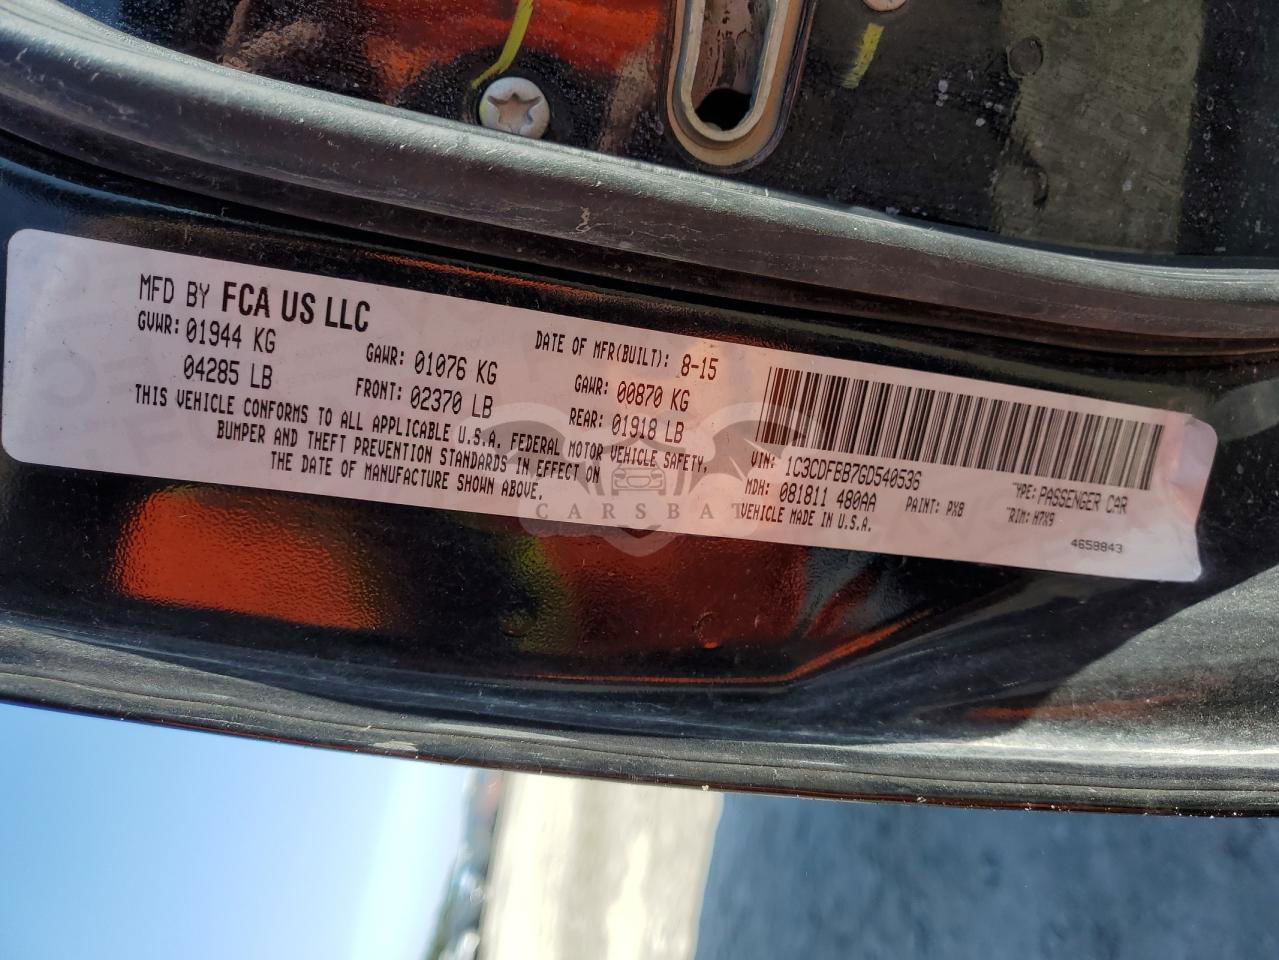 MFD BY FCA US LLC
DATE OF MFR(BUILT): 8-15
GVWR: 01944 KG
04285 LB
GAWR: 01076 KG
FRONT: 02370 LB
GAWR: 00870 KG
REAR: 01918 LB
THIS VEHICLE CONFORMS TO ALL APPLICABLE U.S.A. FEDERAL MOTOR VEHICLE SAFETY,
BUMPER AND THEFT PREVENTION STANDARDS IN EFFECT ON
THE DATE OF MANUFACTURE SHOWN ABOVE.
VIN: 1C3CDFBB7GD540536
TYPE: PASSENGER CAR
MDH: 081811 480AA
PAINT: PX8
TRIM: H7X9
VEHICLE MADE IN U.S.A.
4659843
CARSBAT